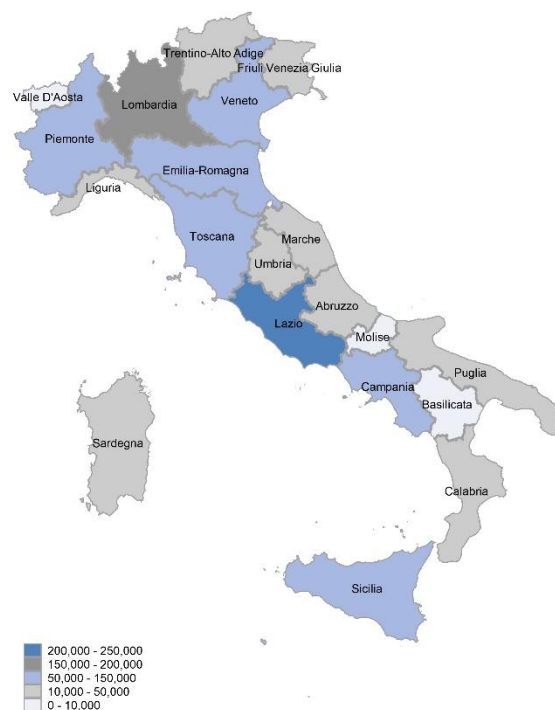 Trentino-Alto Adige
Friuli Venezia Giulia
Valle D'Aosta
Lombardia
Veneto
Piemonte
Emilia-Romagna
Liguria
Toscana
Marche
Umbria
Abruzzo
Lazio
Molise
Puglia
Campania
Basilicata
Sardegna
Calabria
Sicilia
200,000 - 250,000
150,000 - 200,000
50,000 - 150,000
10,000 - 50,000
0 - 10,000